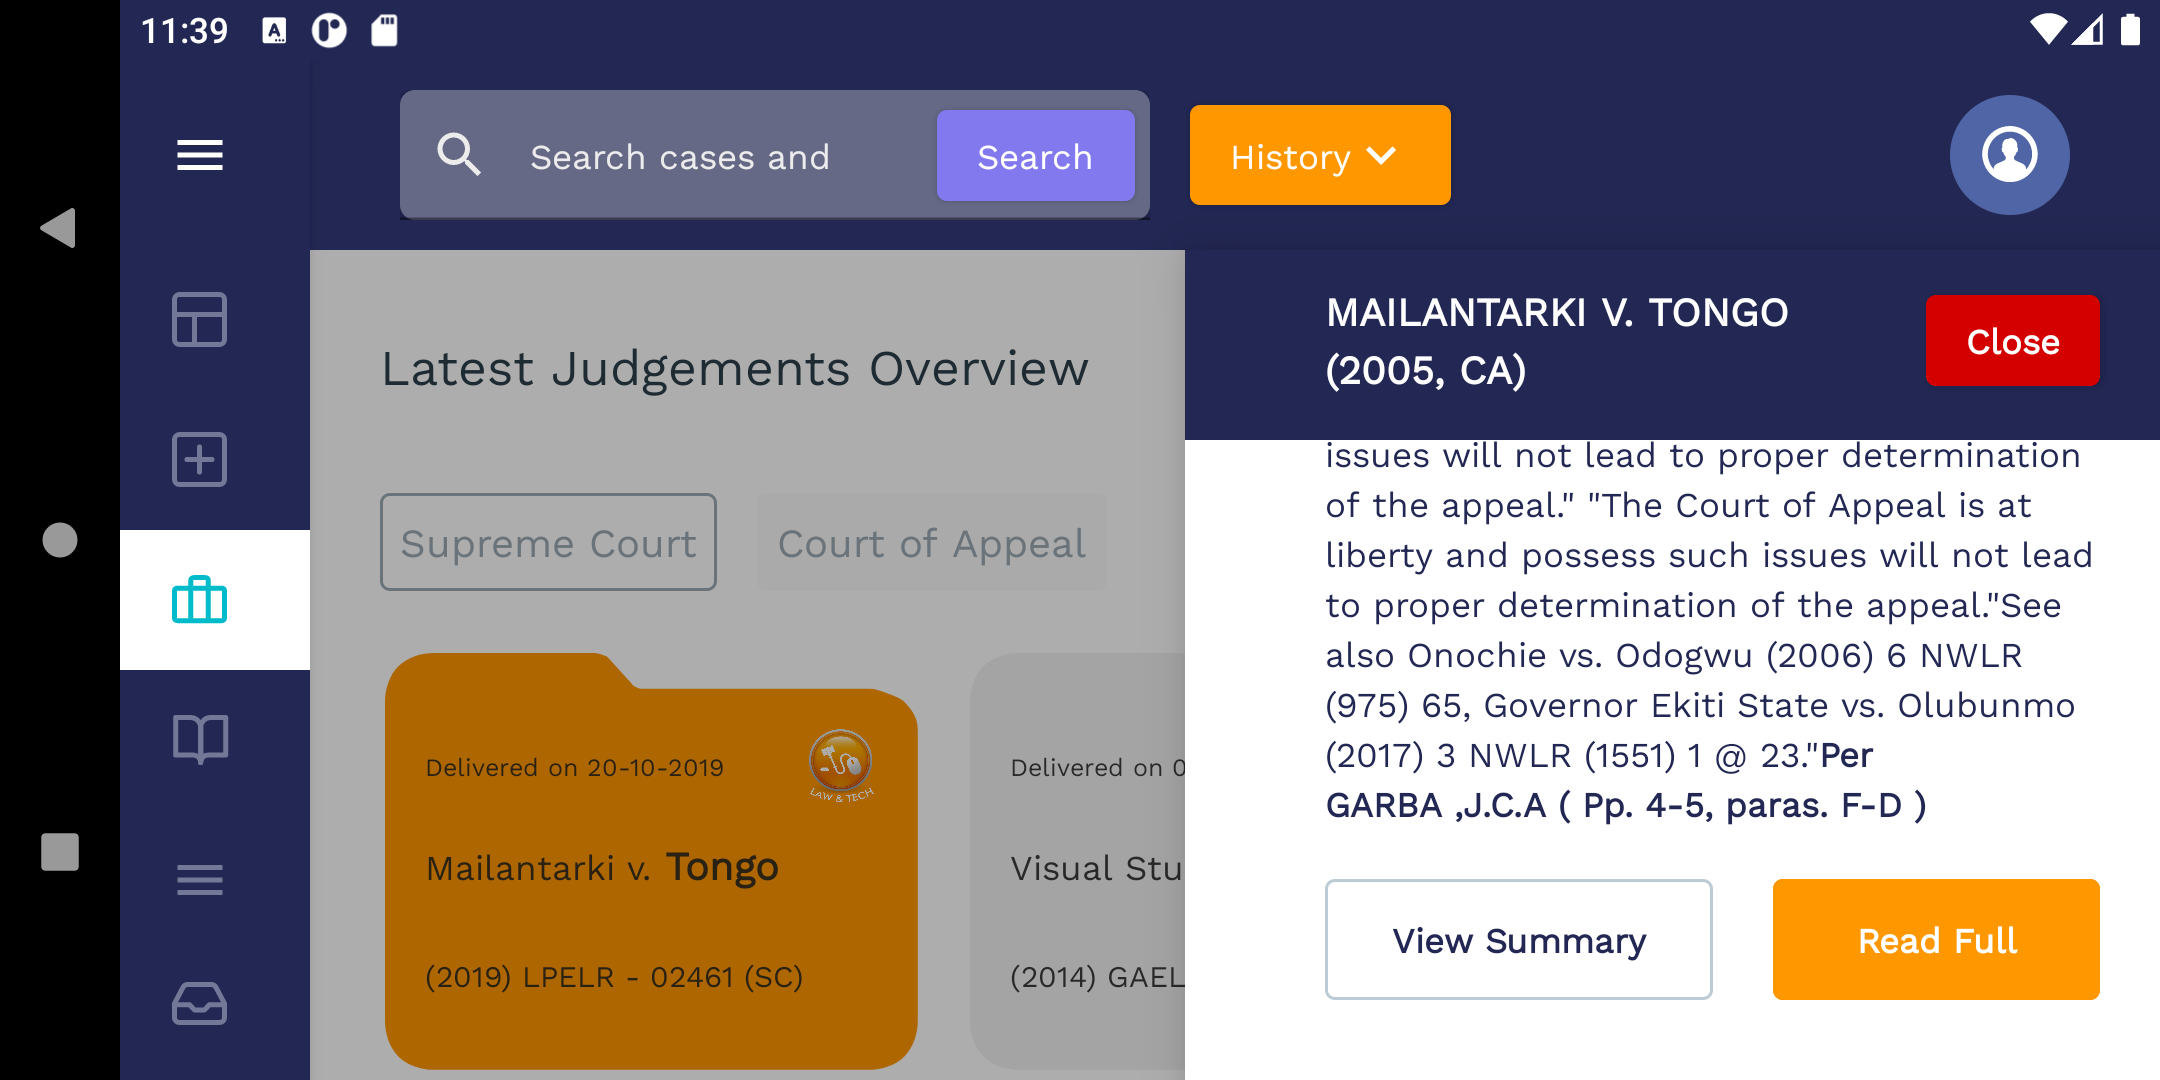 11:39
Search cases and
Search
History
Latest Judgements Overview
Supreme Court
Court of Appeal
Delivered on 20-10-2019
LAW & TECH
Mailantarki v. Tongo
(2019) LPELR - 02461 (SC)
Delivered on 0
Visual Stu
(2014) GAEL
MAILANTARKI V. TONGO
(2005, CA)
Close
issues will not lead to proper determination
of the appeal." "The Court of Appeal is at
liberty and possess such issues will not lead
to proper determination of the appeal."See
also Onochie vs. Odogwu (2006) 6 NWLR
(975) 65, Governor Ekiti State vs. Olubunmo
(2017) 3 NWLR (1551) 1 @ 23."Per
GARBA ,J.C.A ( Pp. 4-5, paras. F-D )
View Summary
Read Full